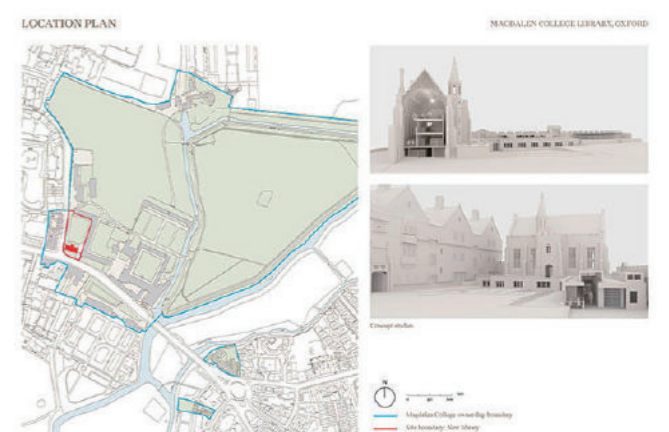 LOCATION PLAN
MAGDALEN COLLEGE LIBRARY, OXFORD
Concept studies
N
Magdalen College ownership boundary
Site boundary: New library